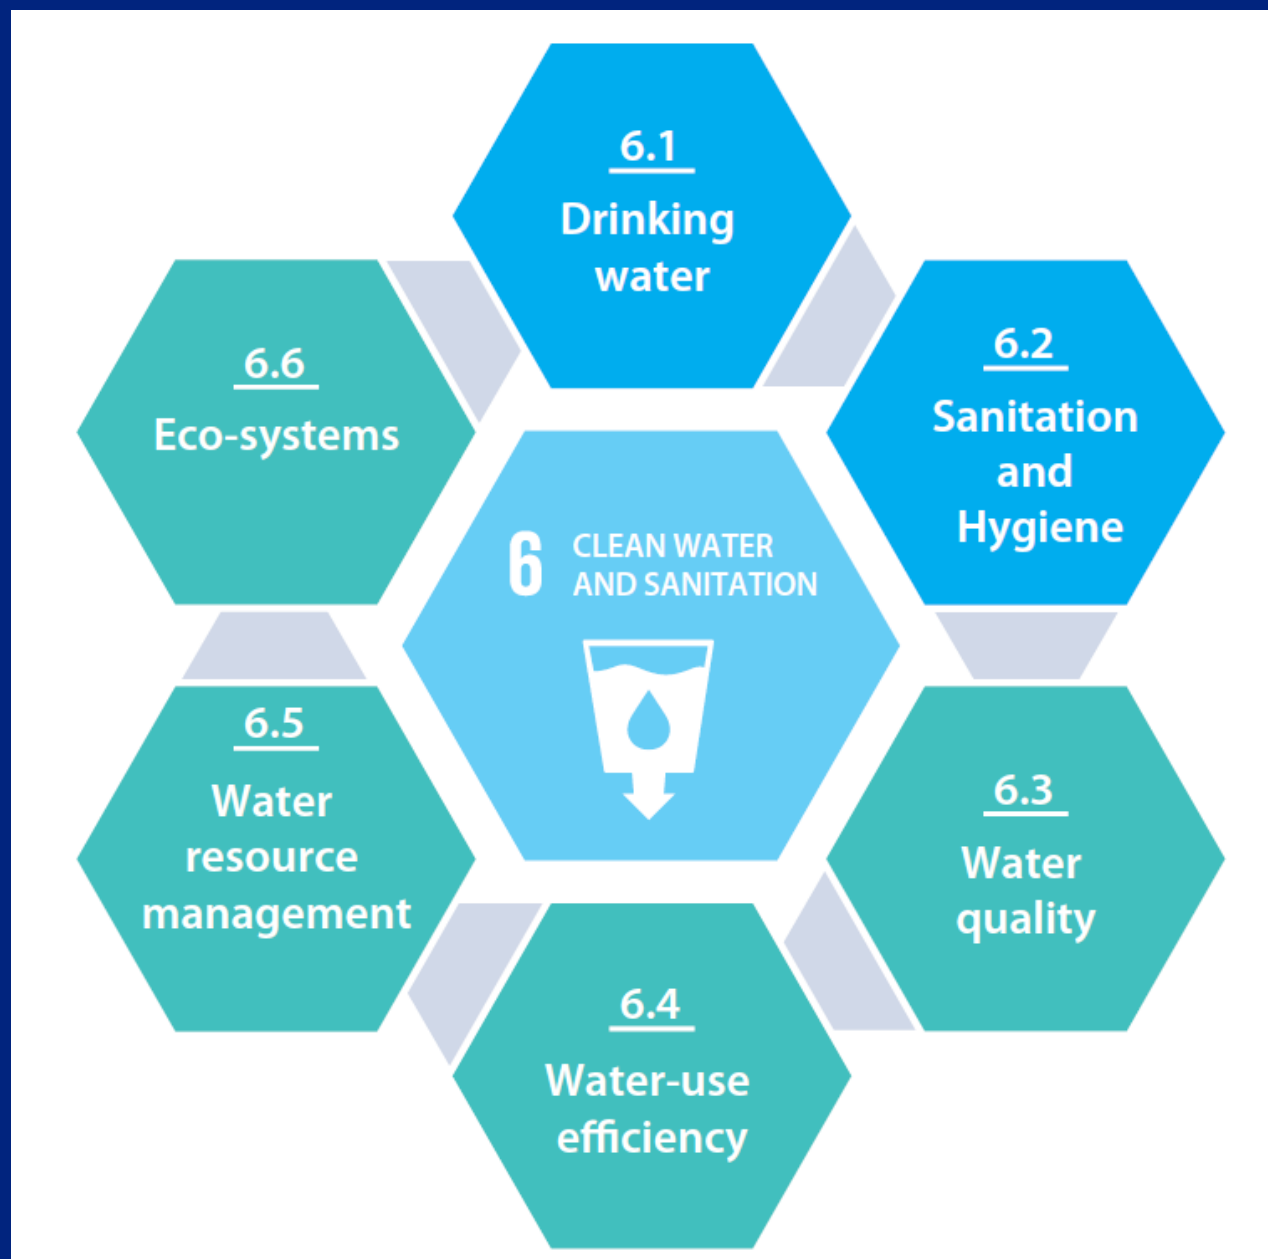 6.1
Drinking
water
6.2
Sanitation
and
Hygiene
6.3
Water
quality
6.4
Water-use
efficiency
6.5
Water
resource
management
6.6
Eco-systems
6 CLEAN WATER
AND SANITATION